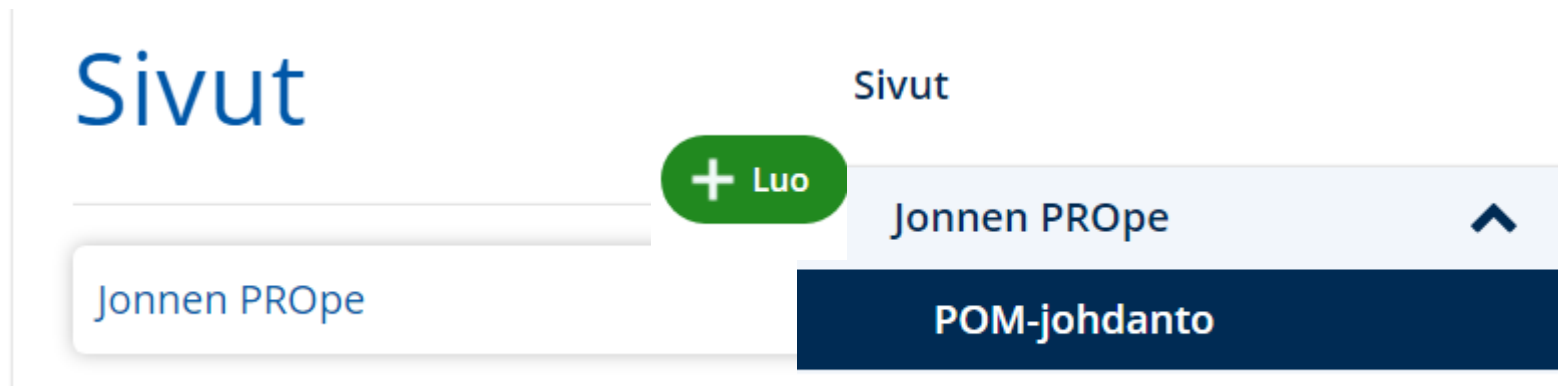 Sivut
Jonnen PROpe
Luo
Sivut
Jonnen PROpe
POM-johdanto